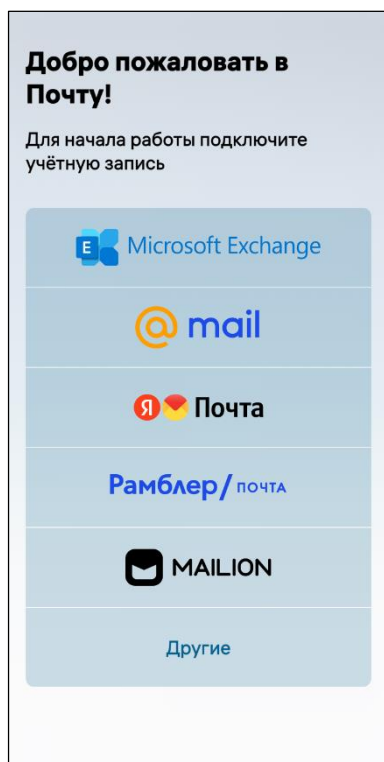 Добро пожаловать в
Почту!
Для начала работы подключите
учётную запись
E Microsoft Exchange
@ mail
Я Почта
Рамблер/ ПОЧТА
MAILION
Другие